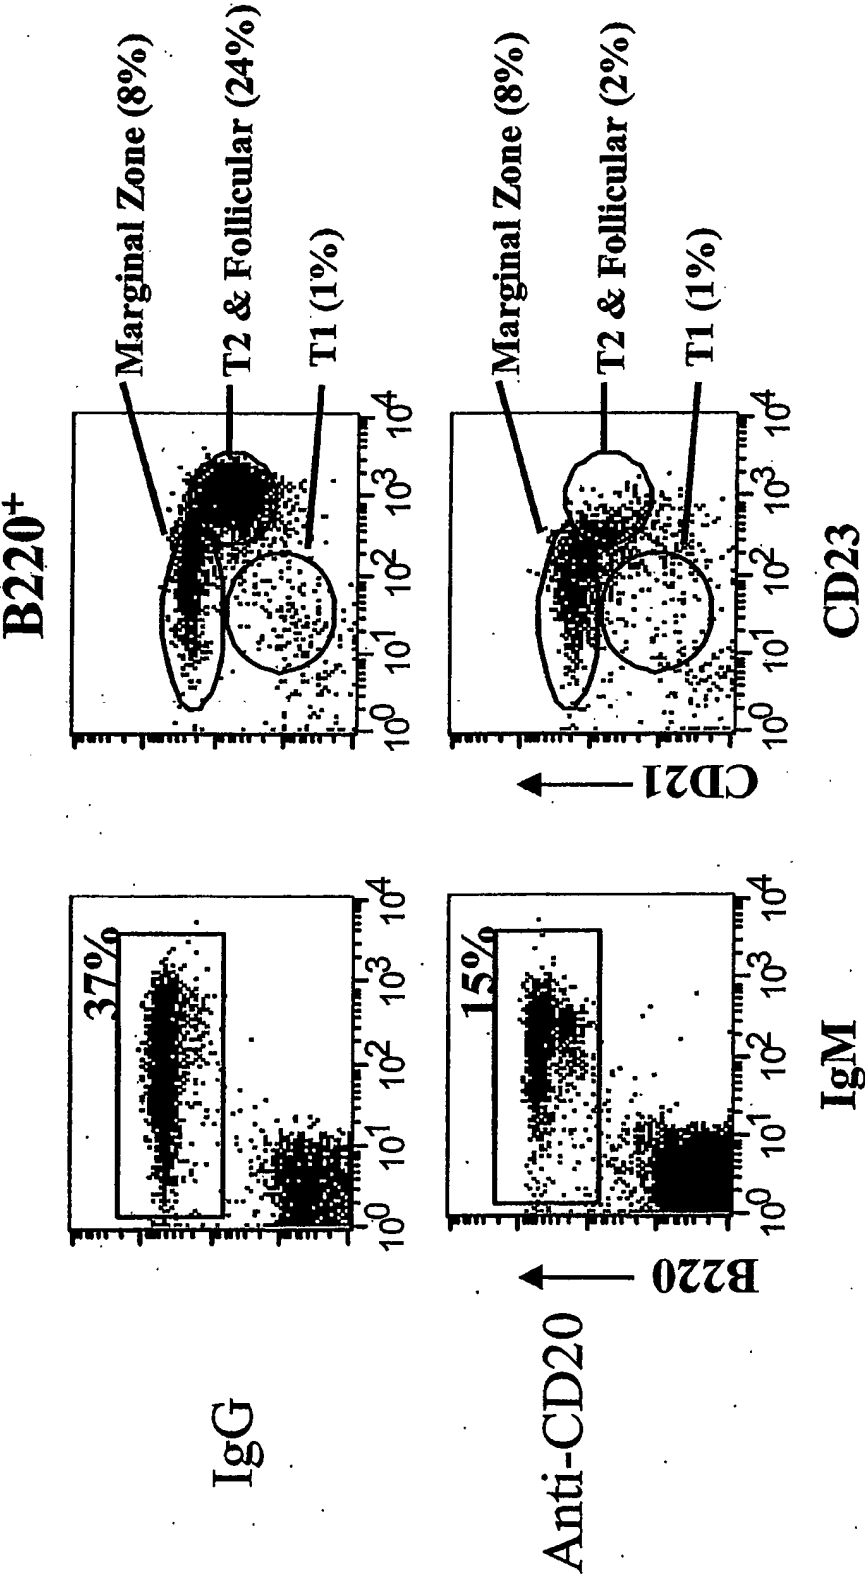 B220+
IgG
37%
10^0 10^1 10^2 10^3 10^4
10^0 10^1 10^2 10^3 10^4
Marginal Zone (8%)
T2 & Follicular (24%)
T1 (1%)
Anti-CD20
B220
15%
10^0 10^1 10^2 10^3 10^4
IgM
CD21
10^0 10^1 10^2 10^3 10^4
CD23
Marginal Zone (8%)
T2 & Follicular (2%)
T1 (1%)